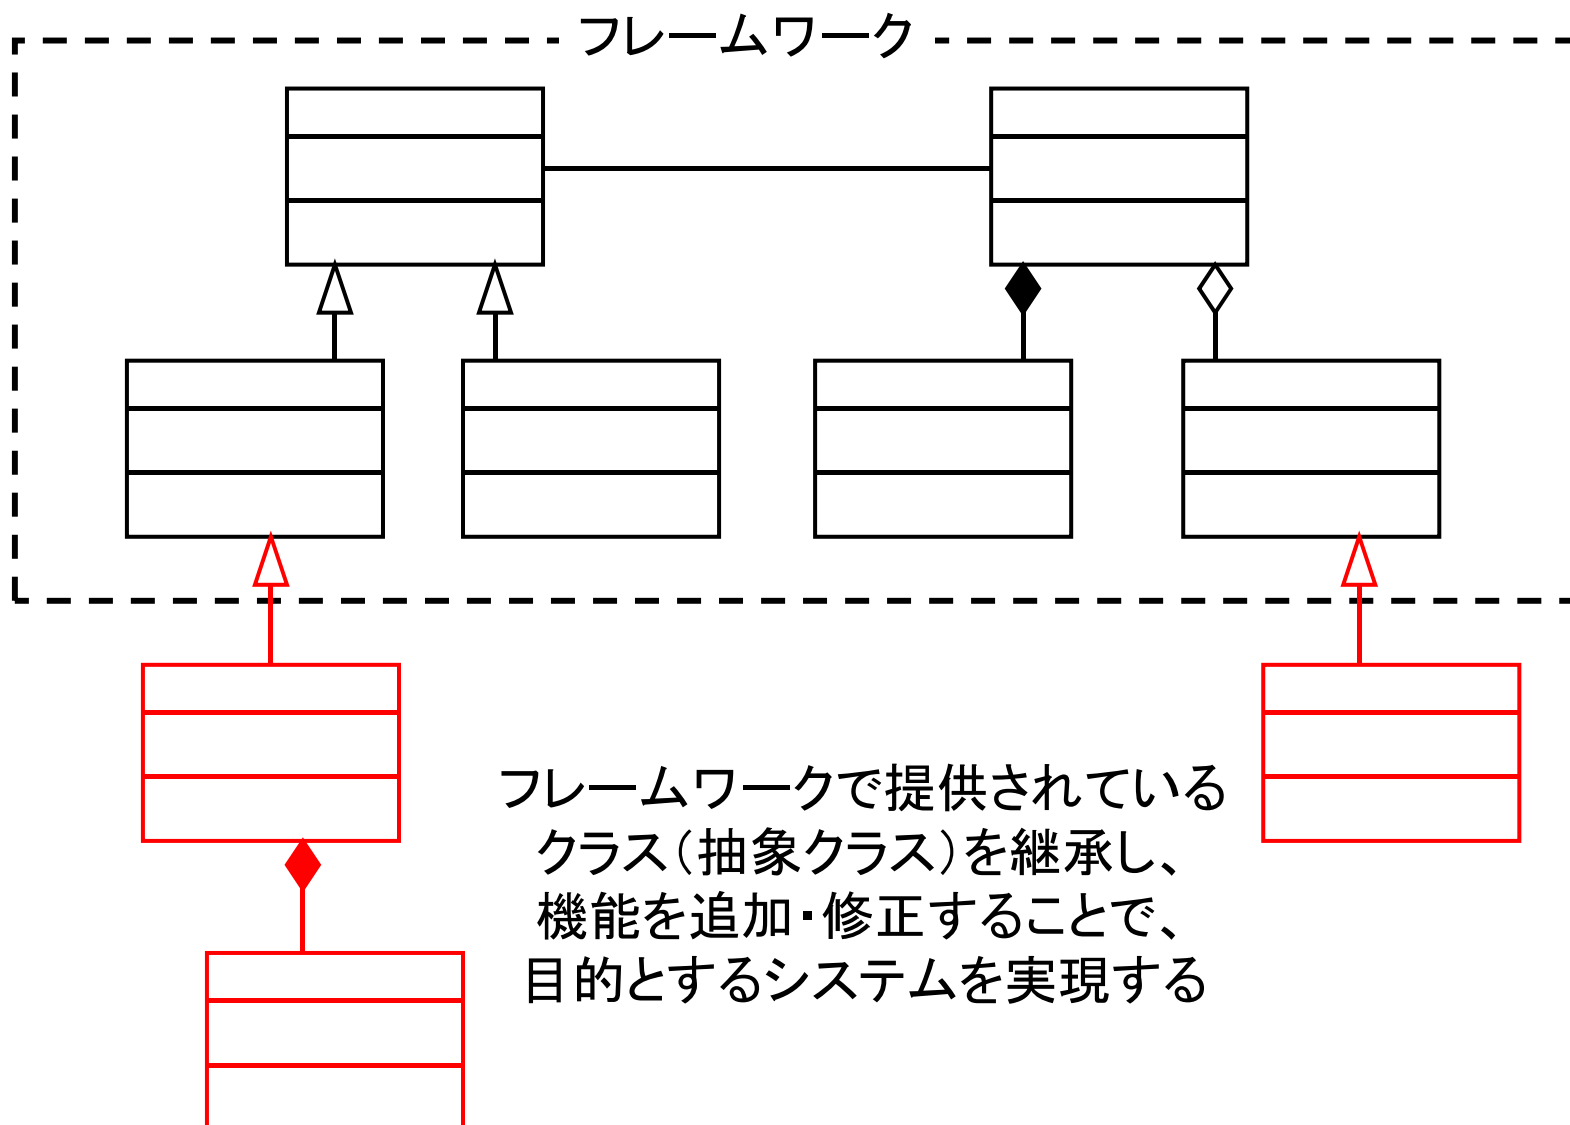 フレームワーク
フレームワークで提供されている
クラス（抽象クラス）を継承し、
機能を追加・修正することで、
目的とするシステムを実現する